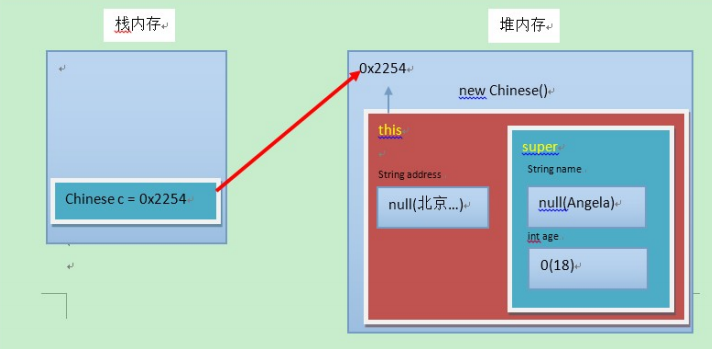 栈内存
堆内存
0x2254
new Chinese()
this
super
String address
String name
null(北京...)
null(Angela)
int age
0(18)
Chinese c = 0x2254